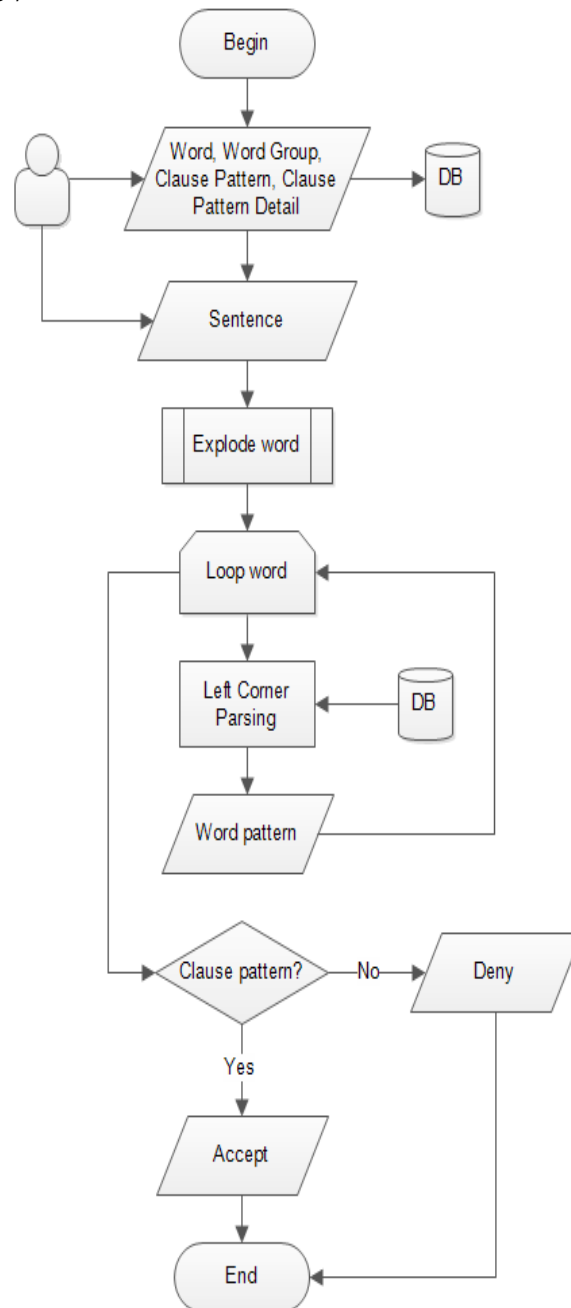 Begin
Word, Word Group,
Clause Pattern, Clause
Pattern Detail
DB
Sentence
Explode word
Loop word
Left Corner
Parsing
DB
Word pattern
Clause pattern?
No
Deny
Yes
Accept
End